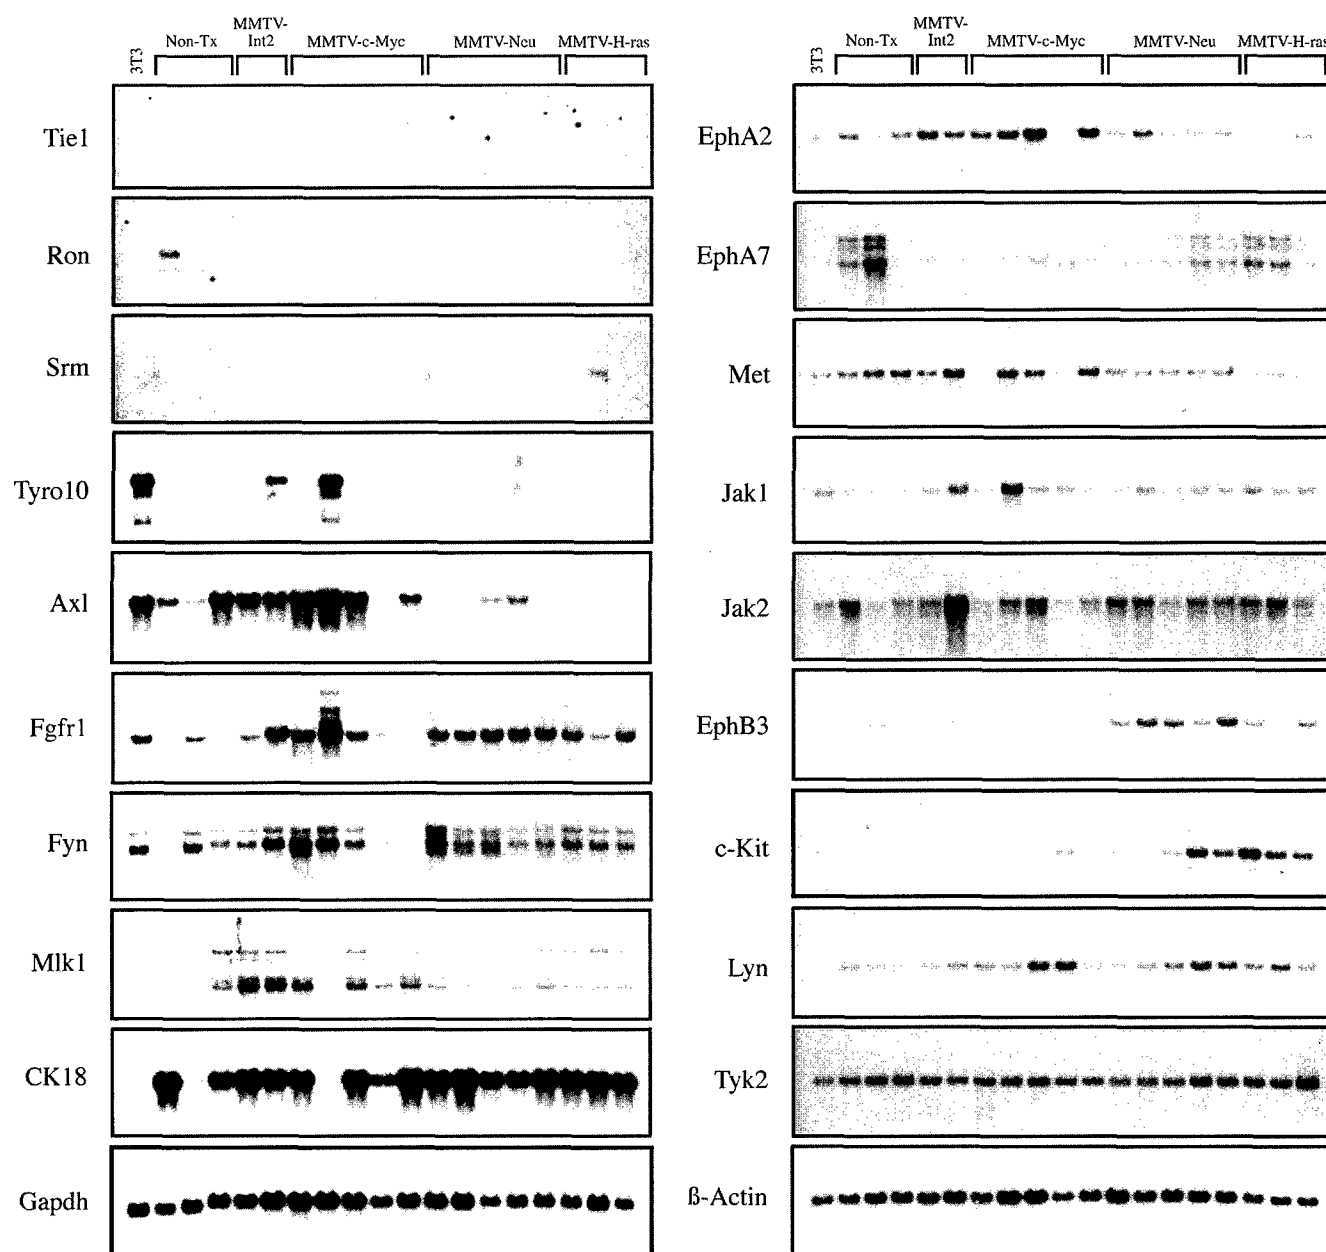 MMTV-
3T3 Non-Tx Int2 MMTV-c-Myc MMTV-Neu MMTV-H-ras
Tie1
Ron
Srm
Tyro10
Axl
Fgfr1
Fyn
Mlk1
CK18
Gapdh
MMTV-
3T3 Non-Tx Int2 MMTV-c-Myc MMTV-Neu MMTV-H-ras
EphA2
EphA7
Met
Jak1
Jak2
EphB3
c-Kit
Lyn
Tyk2
ß-Actin